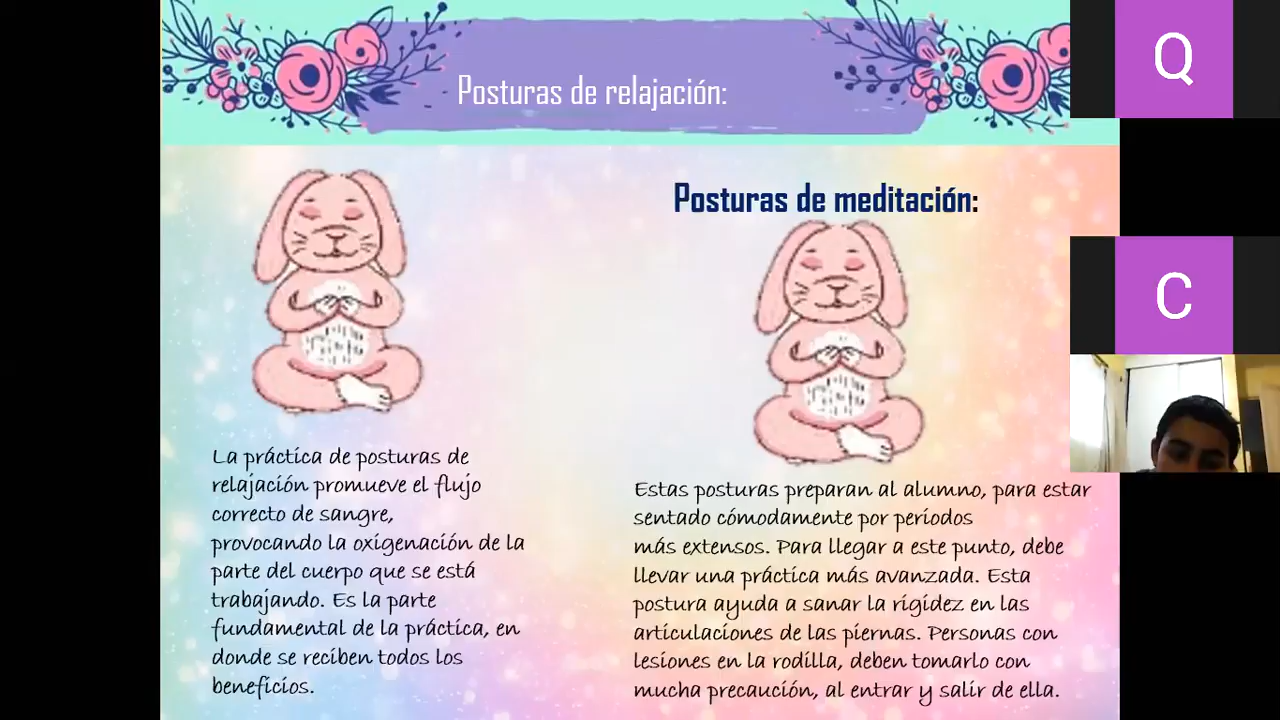 Posturas de relajación:
La práctica de posturas de
relajación promueve el flujo
correcto de sangre,
provocando la oxigenación de la
parte del cuerpo que se está
trabajando. Es la parte
fundamental de la práctica, en
donde se reciben todos los
beneficios.
Posturas de meditación:
Estas posturas preparan al alumno, para estar
sentado cómodamente por períodos
más extensos. Para llegar a este punto, debe
llevar una práctica más avanzada. Esta
postura ayuda a sanar la rigidez en las
articulaciones de las piernas. Personas con
lesiones en la rodilla, deben tomarlo con
mucha precaución, al entrar y salir de ella.
Q
C